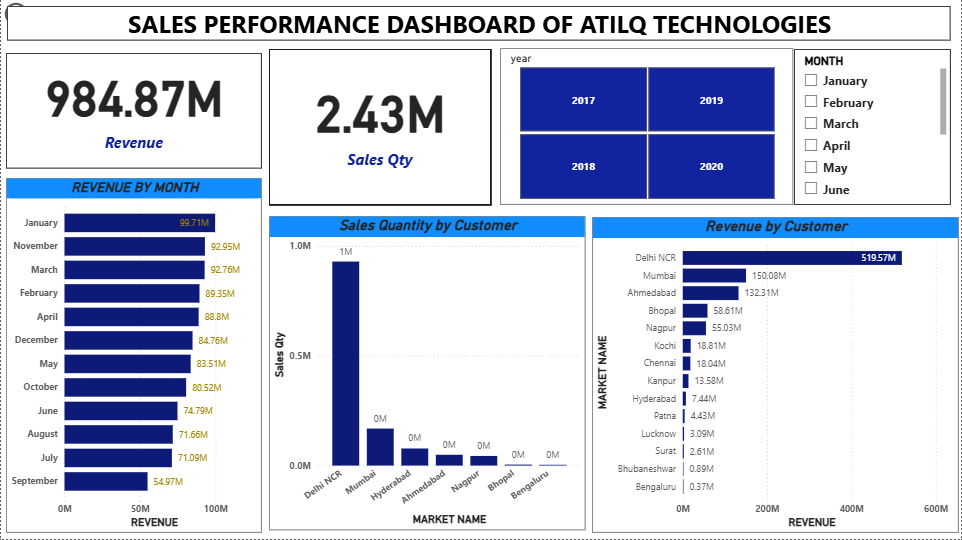 SALES PERFORMANCE DASHBOARD OF ATILQ TECHNOLOGIES
984.87M
Revenue
2.43M
Sales Qty
year
2017
2019
2018
2020
MONTH
January
February
March
April
May
June
REVENUE BY MONTH
January 99.71M
November 92.95M
March 92.76M
February 89.35M
April 88.8M
December 84.76M
May 83.51M
October 80.52M
June 74.79M
August 71.66M
July 71.09M
September 54.97M
0M 50M 100M
REVENUE
Sales Quantity by Customer
Sales Qty
1.0M
0.5M
0.0M
1M 0M 0M 0M 0M 0M 0M
Delhi NCR Mumbai Hyderabad Ahmedabad Nagpur Bhopal Bengaluru
MARKET NAME
Revenue by Customer
MARKET NAME
Delhi NCR 519.57M
Mumbai 150.08M
Ahmedabad 132.31M
Bhopal 58.61M
Nagpur 55.03M
Kochi 18.81M
Chennai 18.04M
Kanpur 13.58M
Hyderabad 7.44M
Patna 4.43M
Lucknow 3.09M
Surat 2.61M
Bhubaneshwar 0.89M
Bengaluru 0.37M
0M 200M 400M 600M
REVENUE